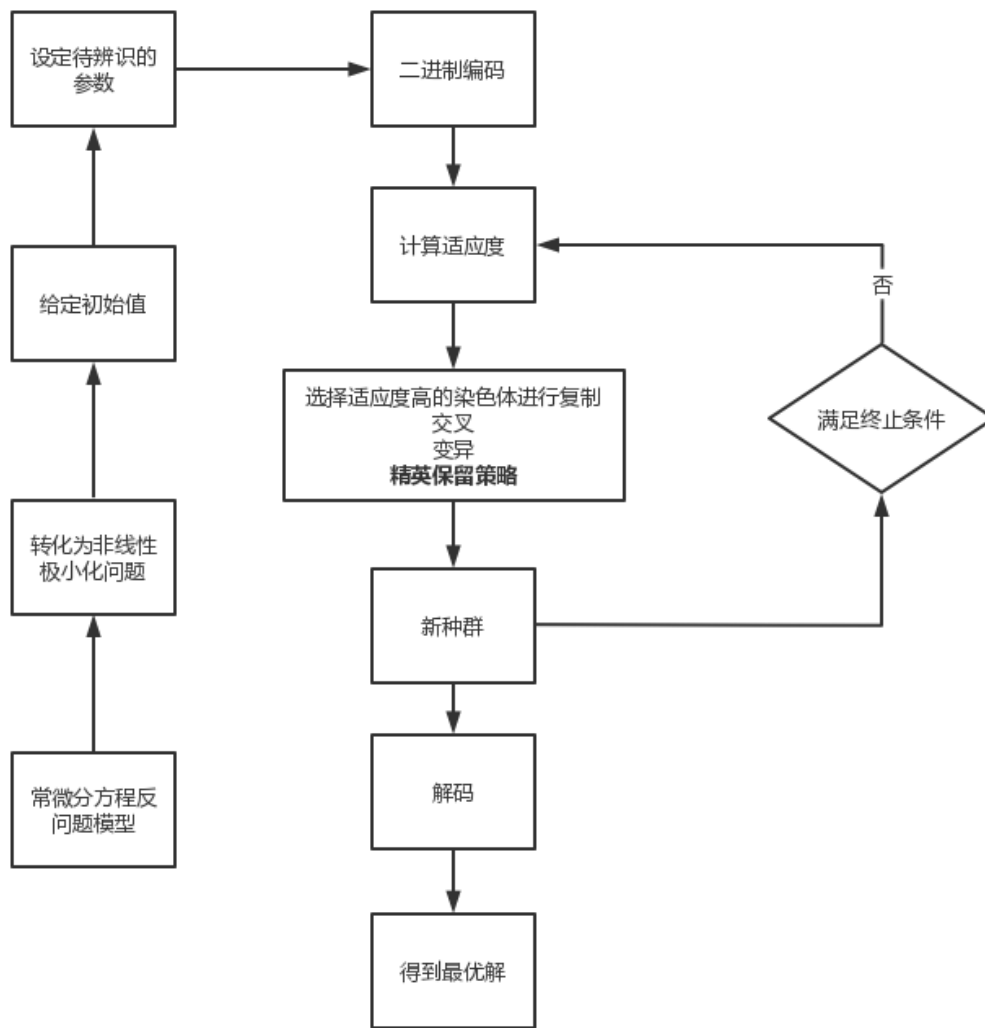 设定待辨识的
参数
二进制编码
计算适应度
否
给定初始值
选择适应度高的染色体进行复制
交叉
变异
精英保留策略
满足终止条件
转化为非线性
极小化问题
新种群
常微分方程反
问题模型
解码
得到最优解